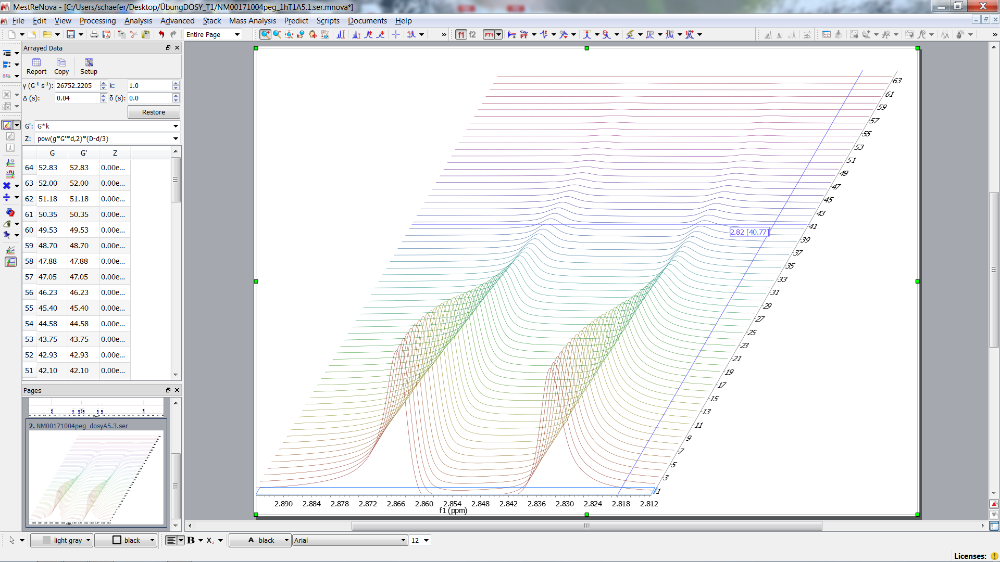 MestReNova - [C:/Users/schaefer/Desktop/ÜbungDOSY_T1/NM00171004peg_1hT1A5.1.ser.mnova*]
File Edit View Processing Analysis Advanced Stack Mass Analysis Predict Scripts Documents Help
Entire Page » f1 f2 FT1 FT »
Arrayed Data
Report Copy Setup
γ (G⁻¹ s⁻¹): 26752.2205 k: 1.0
Δ (s): 0.04 δ (s): 0.0
Restore
G': G*k
Z: pow(g*G'*d,2)*(D-d/3)
G G' Z
64 52.83 52.83 0.00e...
63 52.00 52.00 0.00e...
62 51.18 51.18 0.00e...
61 50.35 50.35 0.00e...
60 49.53 49.53 0.00e...
59 48.70 48.70 0.00e...
58 47.88 47.88 0.00e...
57 47.05 47.05 0.00e...
56 46.23 46.23 0.00e...
55 45.40 45.40 0.00e...
54 44.58 44.58 0.00e...
53 43.75 43.75 0.00e...
52 42.93 42.93 0.00e...
51 42.10 42.10 0.00e...
Pages
2. NM00171004peg_dosyA5.3.ser
63
61
59
57
55
53
51
49
47
45
43
41
2.82 [40.77]
39
37
35
33
31
29
27
25
23
21
19
17
15
13
11
9
7
5
3
1
2.890 2.884 2.878 2.872 2.866 2.860 2.854 2.848 2.842 2.836 2.830 2.824 2.818 2.812
f1 (ppm)
light gray black B X₂ A black Arial 12
Licenses: